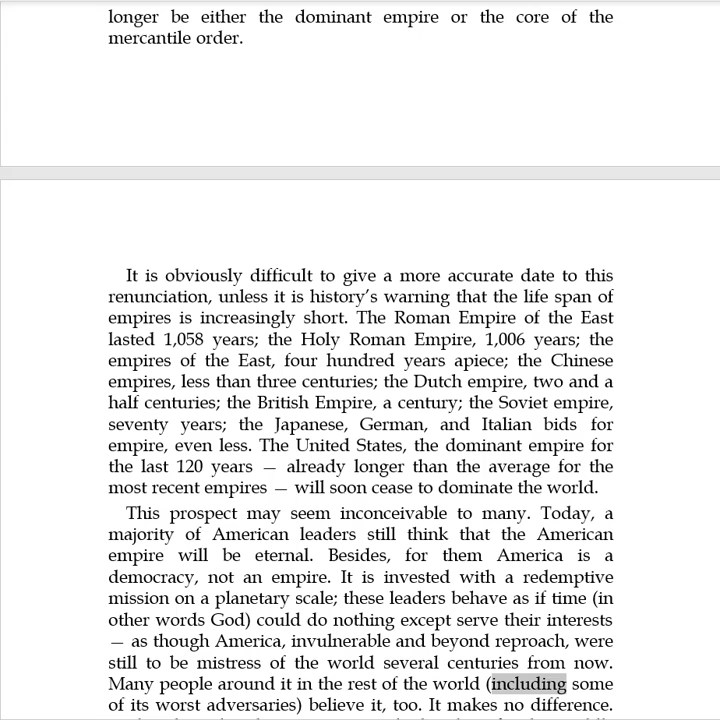 longer be either the dominant empire or the core of the
mercantile order.
It is obviously difficult to give a more accurate date to this
renunciation, unless it is history’s warning that the life span of
empires is increasingly short. The Roman Empire of the East
lasted 1,058 years; the Holy Roman Empire, 1,006 years; the
empires of the East, four hundred years apiece; the Chinese
empires, less than three centuries; the Dutch empire, two and a
half centuries; the British Empire, a century; the Soviet empire,
seventy years; the Japanese, German, and Italian bids for
empire, even less. The United States, the dominant empire for
the last 120 years — already longer than the average for the
most recent empires — will soon cease to dominate the world.
This prospect may seem inconceivable to many. Today, a
majority of American leaders still think that the American
empire will be eternal. Besides, for them America is a
democracy, not an empire. It is invested with a redemptive
mission on a planetary scale; these leaders behave as if time (in
other words God) could do nothing except serve their interests
— as though America, invulnerable and beyond reproach, were
still to be mistress of the world several centuries from now.
Many people around it in the rest of the world (including some
of its worst adversaries) believe it, too. It makes no difference.